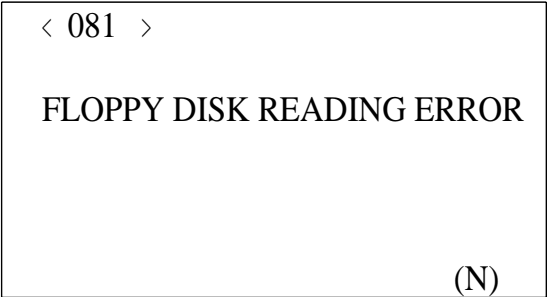 < 081 >
FLOPPY DISK READING ERROR
(N)